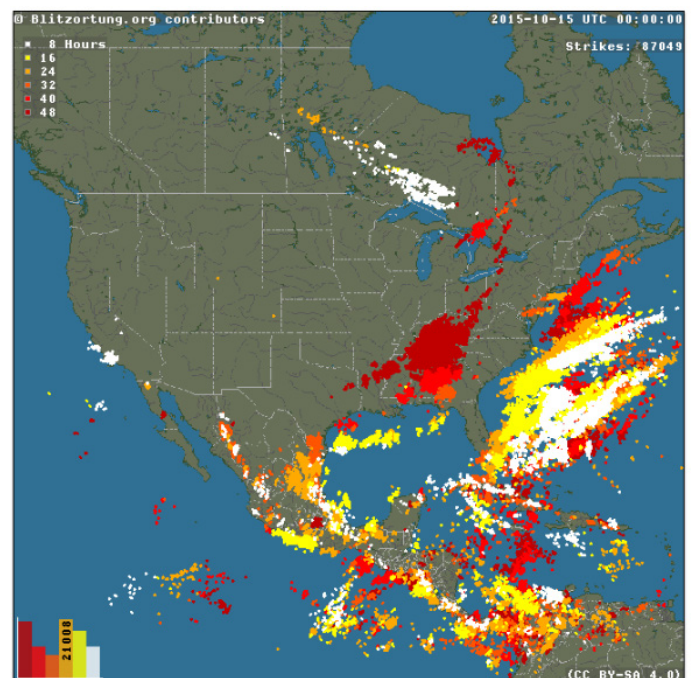 © Blitzortung.org contributors
2015-10-15 UTC 00:00:00
8 Hours
Strikes: 87049
16
24
32
40
48
21008
(CC BY-SA 4.0)